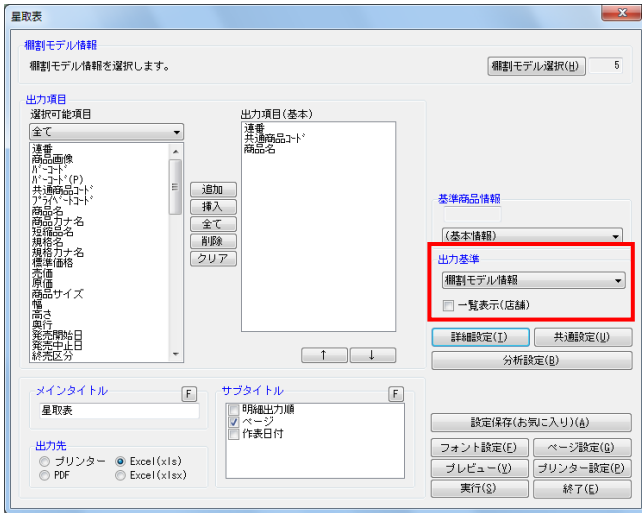 星取表
棚割モデル情報
棚割モデル情報を選択します。
棚割モデル選択(H)
5
出力項目
選択可能項目
全て
連番
商品画像
ﾊﾞｰｺｰﾄﾞ
ﾊﾞｰｺｰﾄﾞ(P)
共通商品ｺｰﾄﾞ
ﾌﾟﾗｲﾍﾞｰﾄｺｰﾄﾞ
商品名
商品カナ名
短縮品名
規格名
規格カナ名
標準価格
売価
原価
商品サイズ
幅
高さ
奥行
発売開始日
発売中止日
終売区分
追加
挿入
全て
削除
クリア
出力項目(基本)
連番
共通商品ｺｰﾄﾞ
商品名
↑
↓
基準商品情報
(基本情報)
出力基準
棚割モデル情報
一覧表示(店舗)
詳細設定(I)
共通設定(U)
分析設定(B)
メインタイトル
F
星取表
出力先
プリンター
Excel(xls)
PDF
Excel(xlsx)
サブタイトル
F
明細出力順
ページ
作表日付
設定保存(お気に入り)(A)
フォント設定(F)
ページ設定(G)
プレビュー(V)
プリンター設定(P)
実行(S)
終了(E)